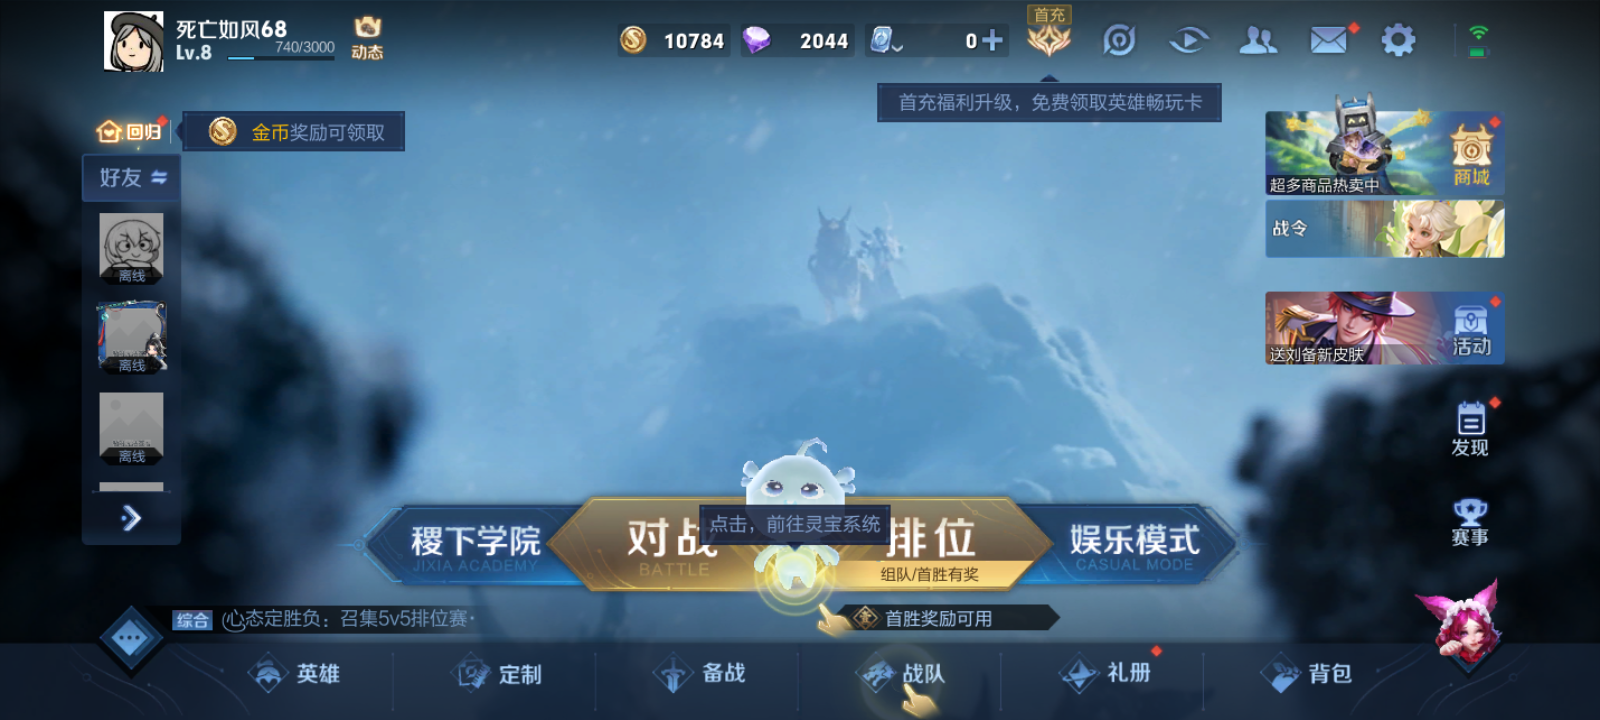 死亡如风68
Lv.8
740/3000
动态
10784
2044
0
首充
首充福利升级，免费领取英雄畅玩卡
回归
金币奖励可领取
好友
离线
离线
离线
超多商品热卖中
商城
战令
送刘备新皮肤
活动
发现
赛事
稷下学院
JIXIA ACADEMY
对战
BATTLE
点击，前往灵宝系统
排位
组队/首胜有奖
娱乐模式
CASUAL MODE
综合
心态定胜负：召集5v5排位赛·
首胜奖励可用
英雄
定制
备战
战队
礼册
背包